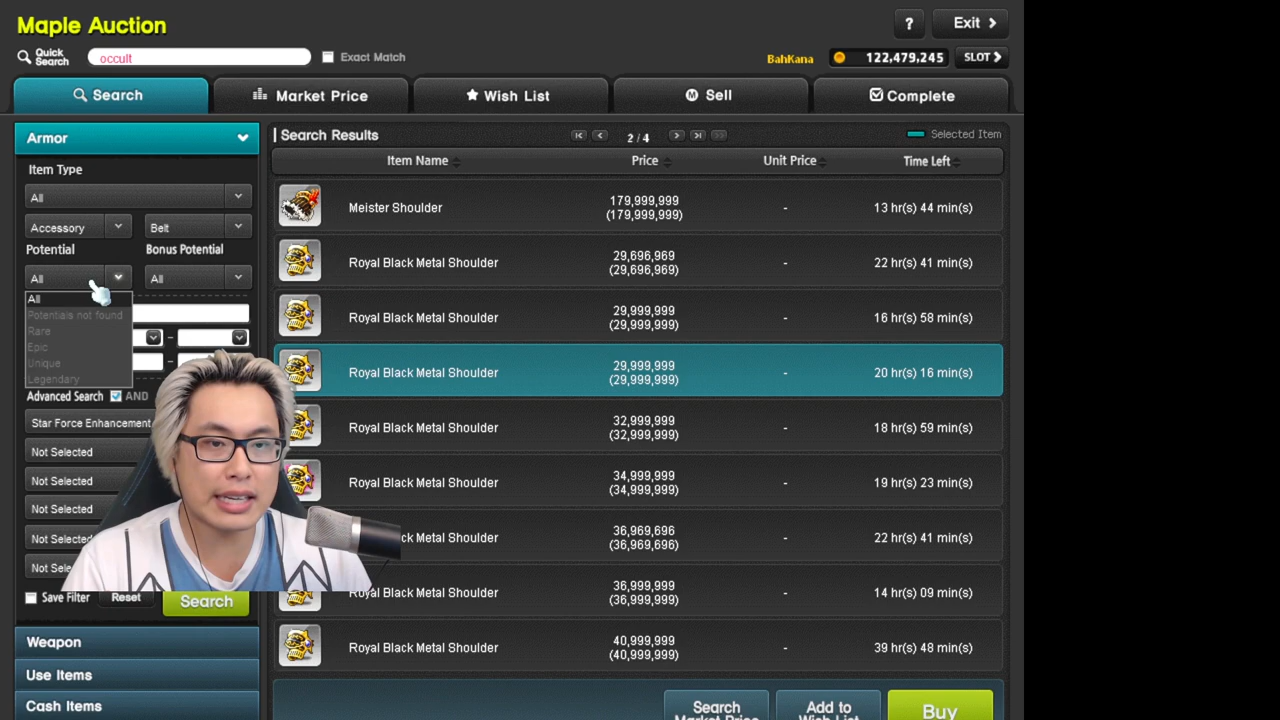 Maple Auction
?
Exit
Quick Search
occult
Exact Match
BahKana
122,479,245
SLOT
Search
Market Price
Wish List
Sell
Complete
Armor
Item Type
All
Accessory
Belt
Potential
Bonus Potential
All
All
All
Potentials not found
Rare
Epic
Unique
Legendary
-
-
Advanced Search
AND
Star Force Enhancement
Not Selected
Not Selected
Not Selected
Not Selected
Save Filter
Reset
Search
Weapon
Use Items
Cash Items
Search Results
2 / 4
Selected Item
Item Name
Price
Unit Price
Time Left
Meister Shoulder
179,999,999
(179,999,999)
-
13 hr(s) 44 min(s)
Royal Black Metal Shoulder
29,696,969
(29,696,969)
-
22 hr(s) 41 min(s)
Royal Black Metal Shoulder
29,999,999
(29,999,999)
-
16 hr(s) 58 min(s)
Royal Black Metal Shoulder
29,999,999
(29,999,999)
-
20 hr(s) 16 min(s)
Royal Black Metal Shoulder
32,999,999
(32,999,999)
-
18 hr(s) 59 min(s)
Royal Black Metal Shoulder
34,999,999
(34,999,999)
-
19 hr(s) 23 min(s)
Metal Shoulder
36,969,696
(36,969,696)
-
22 hr(s) 41 min(s)
Royal Black Metal Shoulder
36,999,999
(36,999,999)
-
14 hr(s) 09 min(s)
Royal Black Metal Shoulder
40,999,999
(40,999,999)
-
39 hr(s) 48 min(s)
Search
Market Price
Add to
Wish List
Buy